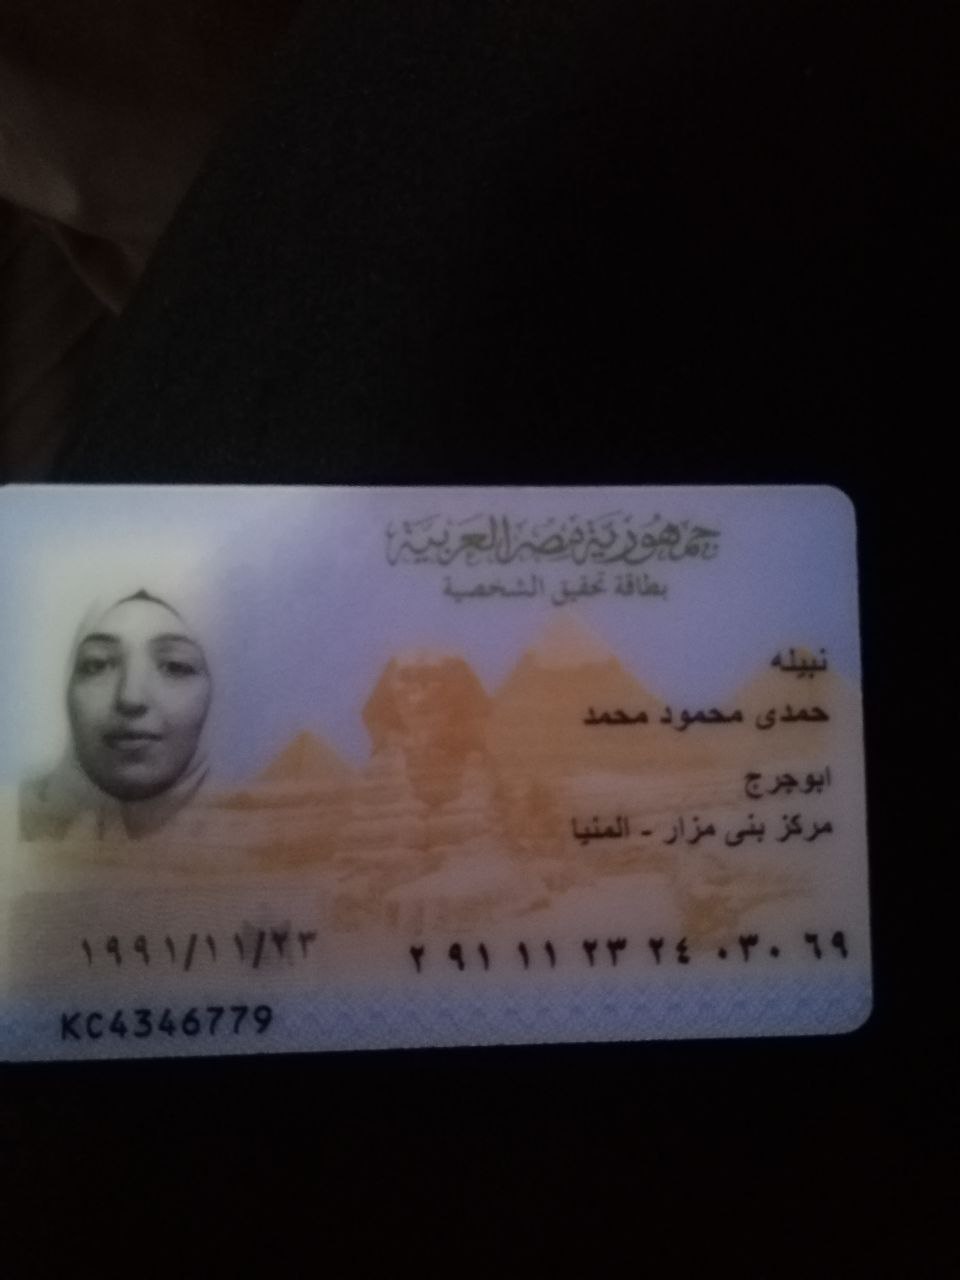 جمهورية مصر العربية
بطاقة تحقيق الشخصية
نبيله
حمدى محمود محمد
ابوجرج
مركز بنى مزار - المنيا
٢ ٩١ ١١ ٢٣ ٢٤ ٠٣٠ ٦٩
١٩٩١/١١/٢٣
KC4346779